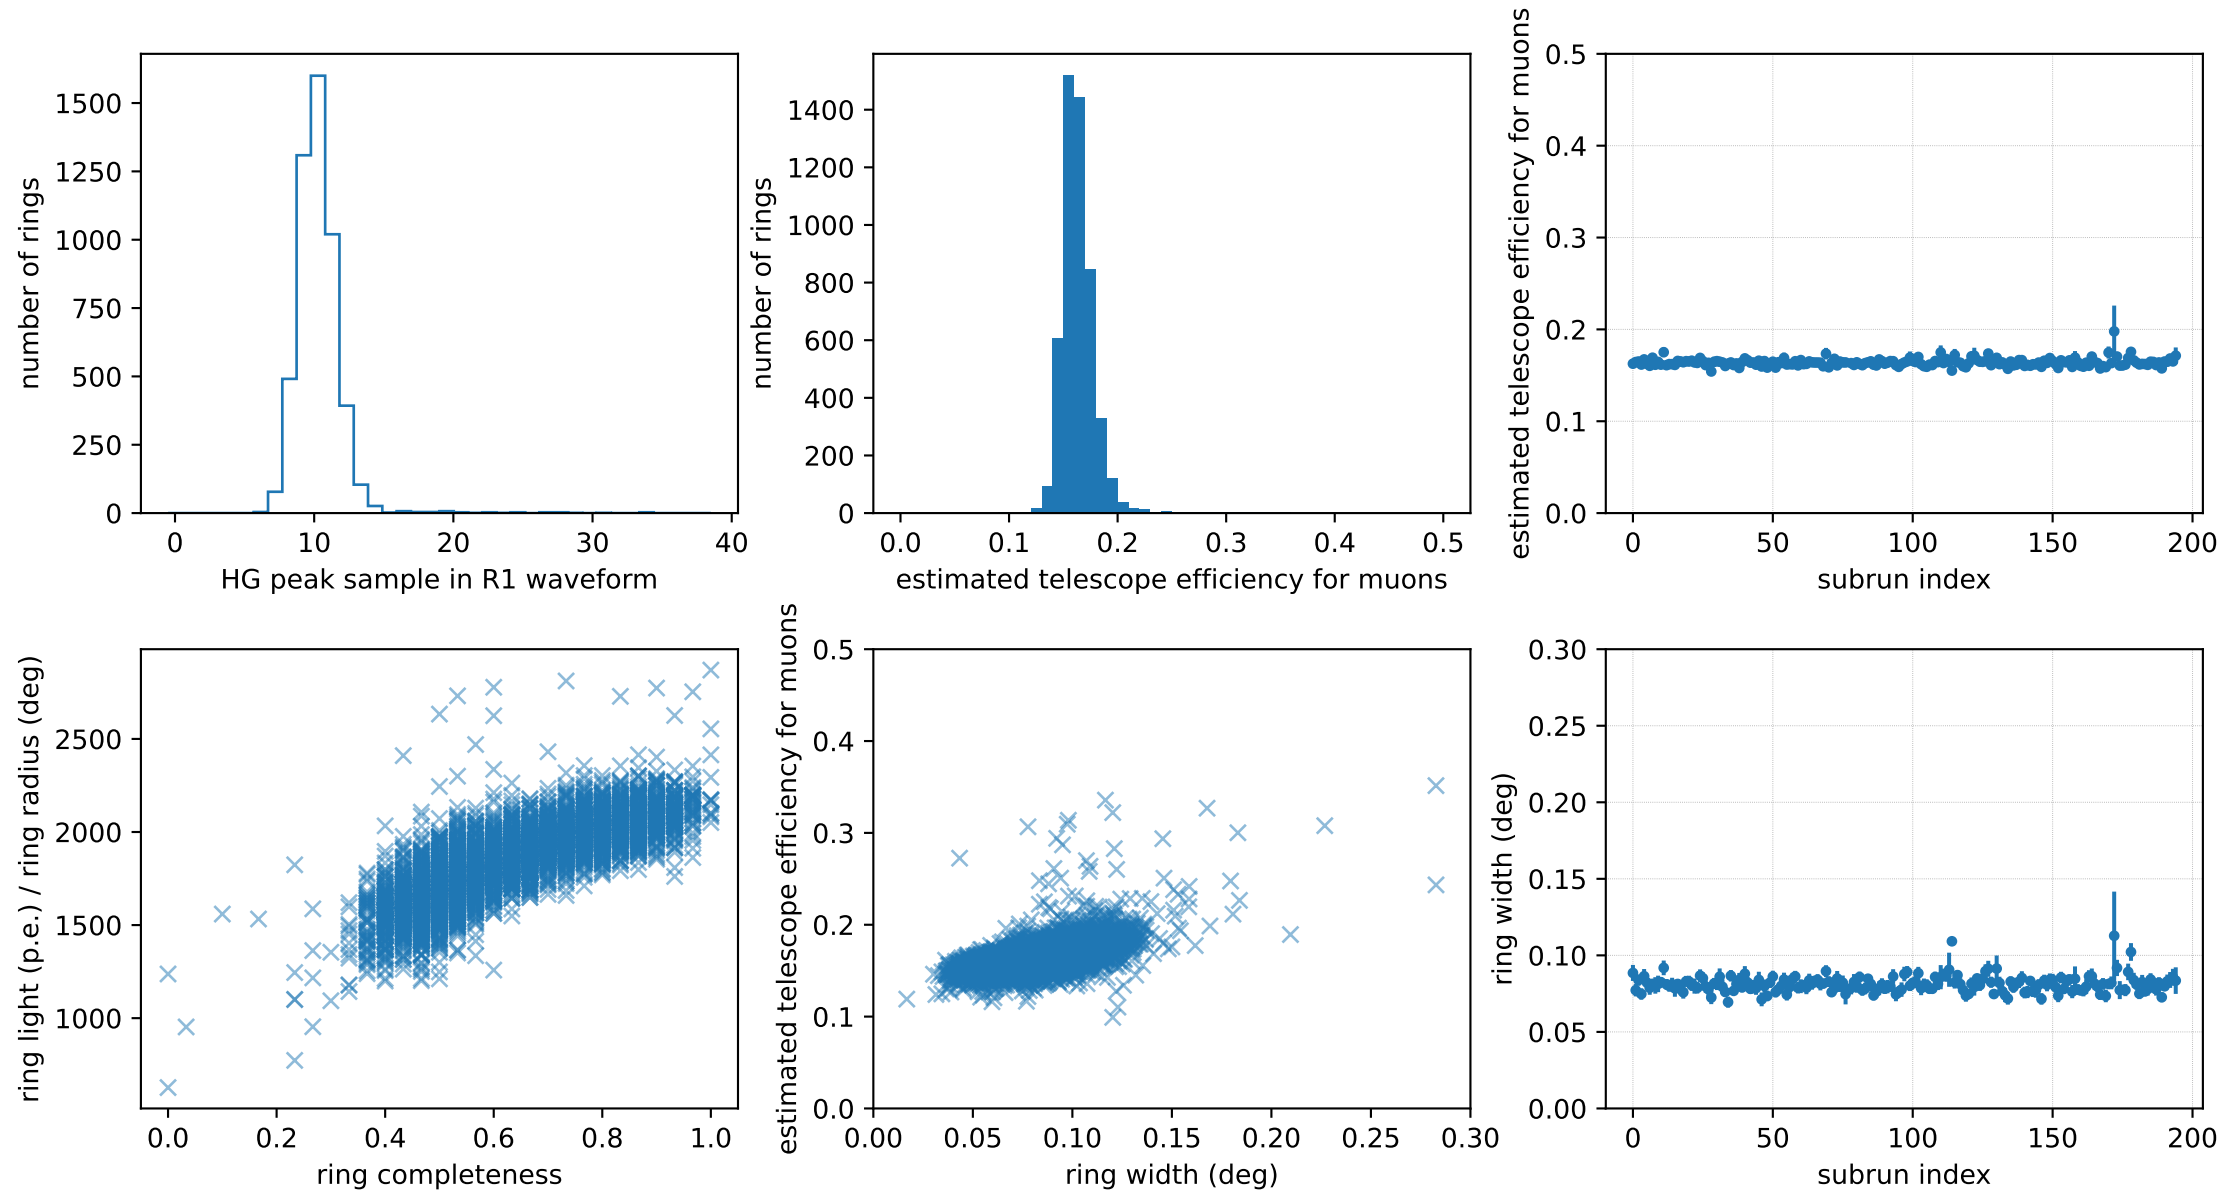 number of rings
1500
1250
1000
750
500
250
0
0 10 20 30 40
HG peak sample in R1 waveform
number of rings
1400
1200
1000
800
600
400
200
0
0.0 0.1 0.2 0.3 0.4 0.5
estimated telescope efficiency for muons
estimated telescope efficiency for muons
0.5
0.4
0.3
0.2
0.1
0.0
0 50 100 150 200
subrun index
ring light (p.e.) / ring radius (deg)
2500
2000
1500
1000
0.0 0.2 0.4 0.6 0.8 1.0
ring completeness
estimated telescope efficiency for muons
0.5
0.4
0.3
0.2
0.1
0.0
0.00 0.05 0.10 0.15 0.20 0.25 0.30
ring width (deg)
ring width (deg)
0.30
0.25
0.20
0.15
0.10
0.05
0.00
0 50 100 150 200
subrun index